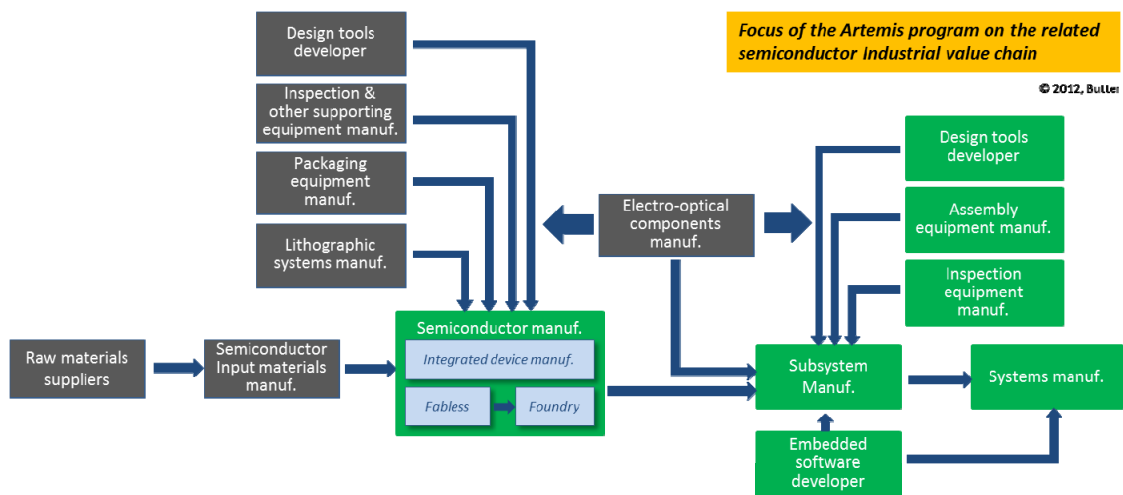 Focus of the Artemis program on the related
semiconductor Industrial value chain
© 2012, Butter
Design tools
developer
Inspection &
other supporting
equipment manuf.
Packaging
equipment
manuf.
Lithographic
systems manuf.
Electro-optical
components
manuf.
Design tools
developer
Assembly
equipment manuf.
Inspection
equipment
manuf.
Raw materials
suppliers
Semiconductor
Input materials
manuf.
Semiconductor manuf.
Integrated device manuf.
Fabless
Foundry
Subsystem
Manuf.
Systems manuf.
Embedded
software
developer